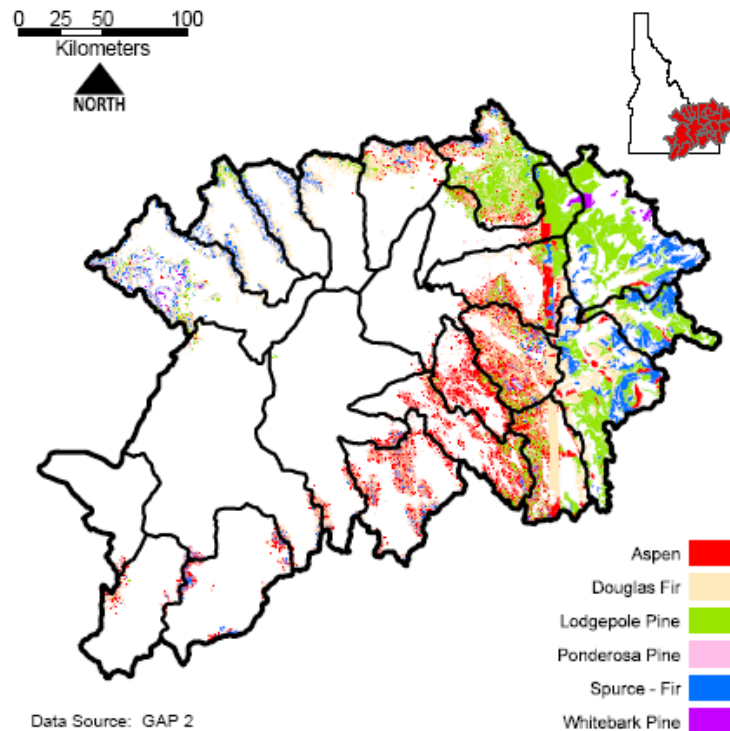 0 25 50 100
Kilometers
NORTH
Aspen
Douglas Fir
Lodgepole Pine
Ponderosa Pine
Spurce - Fir
Whitebark Pine
Data Source: GAP 2